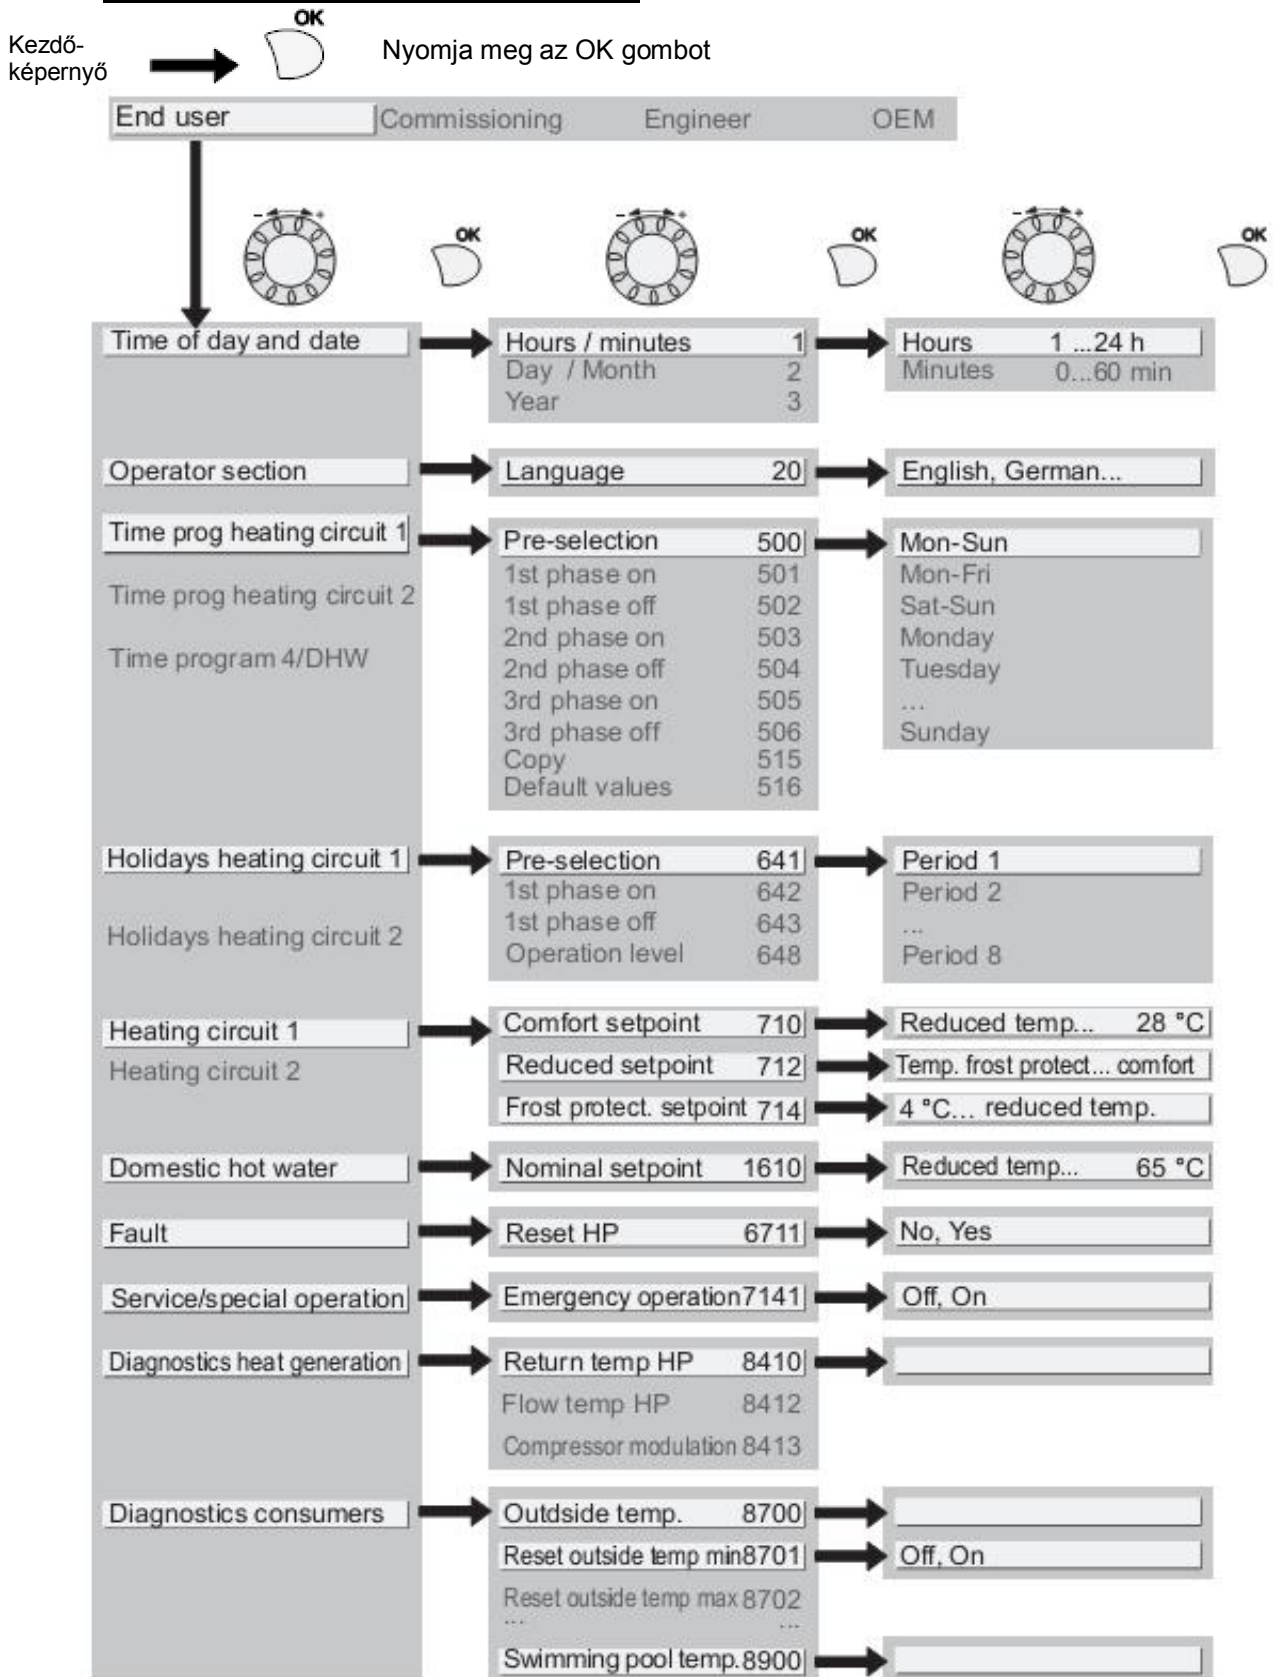 OK
Kezdő-
képernyő
Nyomja meg az OK gombot
End user Commissioning Engineer OEM
- +
OK
- +
OK
- +
OK
Time of day and date
Hours / minutes 1
Hours 1 ...24 h
Day / Month 2
Minutes 0...60 min
Year 3
Operator section
Language 20
English, German...
Time prog heating circuit 1
Pre-selection 500
Mon-Sun
1st phase on 501
Mon-Fri
Time prog heating circuit 2
1st phase off 502
Sat-Sun
2nd phase on 503
Monday
Time program 4/DHW
2nd phase off 504
Tuesday
3rd phase on 505
...
3rd phase off 506
Sunday
Copy 515
Default values 516
Holidays heating circuit 1
Pre-selection 641
Period 1
1st phase on 642
Period 2
1st phase off 643
...
Holidays heating circuit 2
Operation level 648
Period 8
Heating circuit 1
Comfort setpoint 710
Reduced temp... 28 °C
Heating circuit 2
Reduced setpoint 712
Temp. frost protect... comfort
Frost protect. setpoint 714
4 °C... reduced temp.
Domestic hot water
Nominal setpoint 1610
Reduced temp... 65 °C
Fault
Reset HP 6711
No, Yes
Service/special operation
Emergency operation7141
Off, On
Diagnostics heat generation
Return temp HP 8410
Flow temp HP 8412
Compressor modulation 8413
Diagnostics consumers
Outdside temp. 8700
Reset outside temp min8701
Off, On
Reset outside temp max 8702
... ...
Swimming pool temp.8900